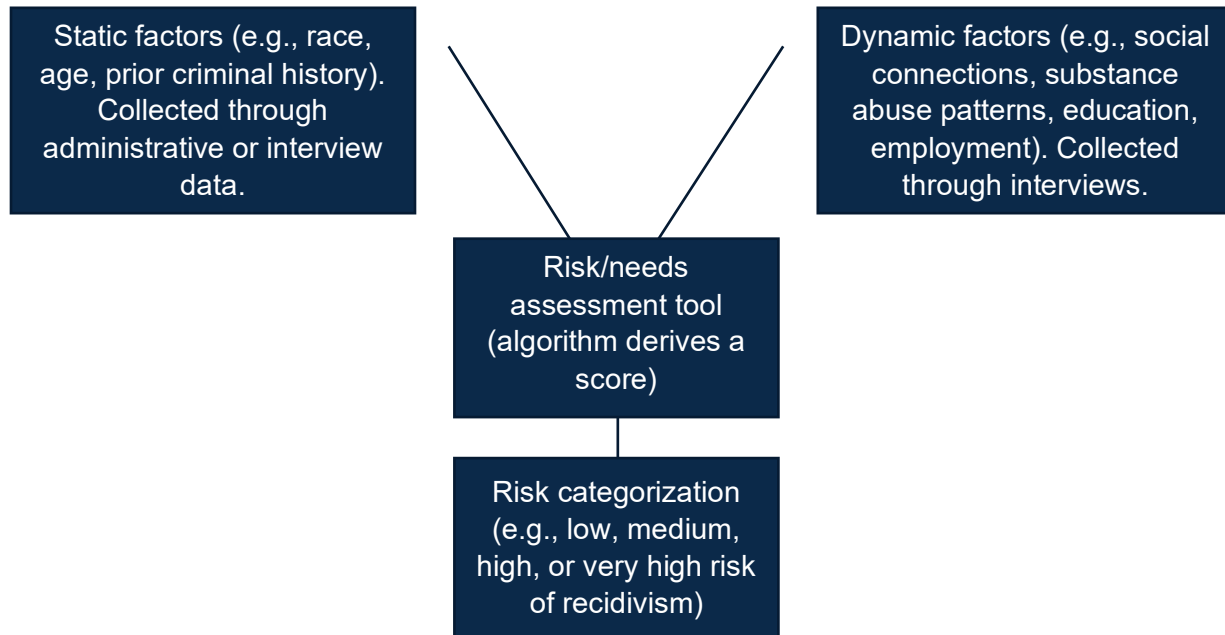 Static factors (e.g., race,
age, prior criminal history).
Collected through
administrative or interview
data.
Dynamic factors (e.g., social
connections, substance
abuse patterns, education,
employment). Collected
through interviews.
Risk/needs
assessment tool
(algorithm derives a
score)
Risk categorization
(e.g., low, medium,
high, or very high risk
of recidivism)